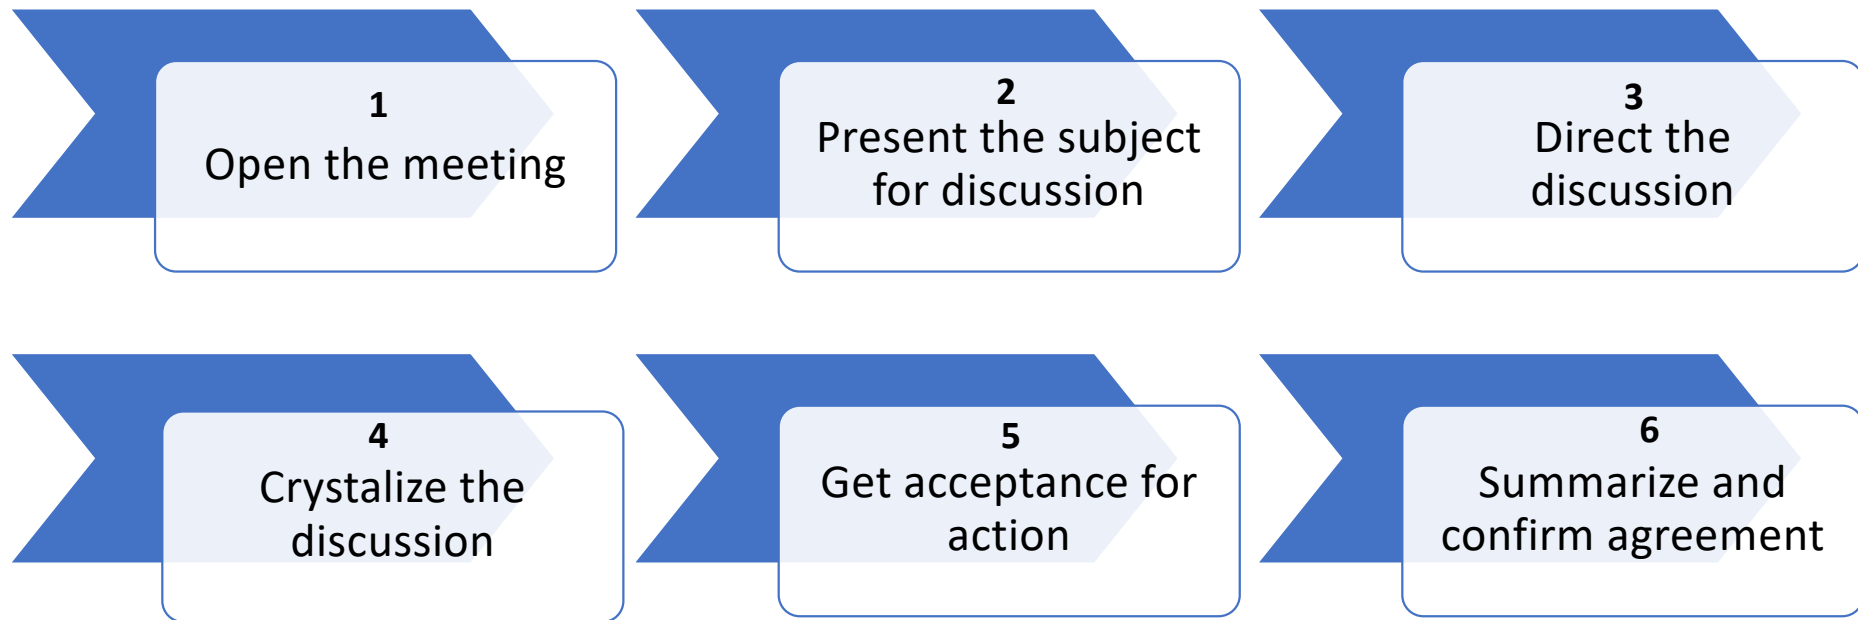 1
Open the meeting
2
Present the subject
for discussion
3
Direct the
discussion
4
Crystalize the
discussion
5
Get acceptance for
action
6
Summarize and
confirm agreement